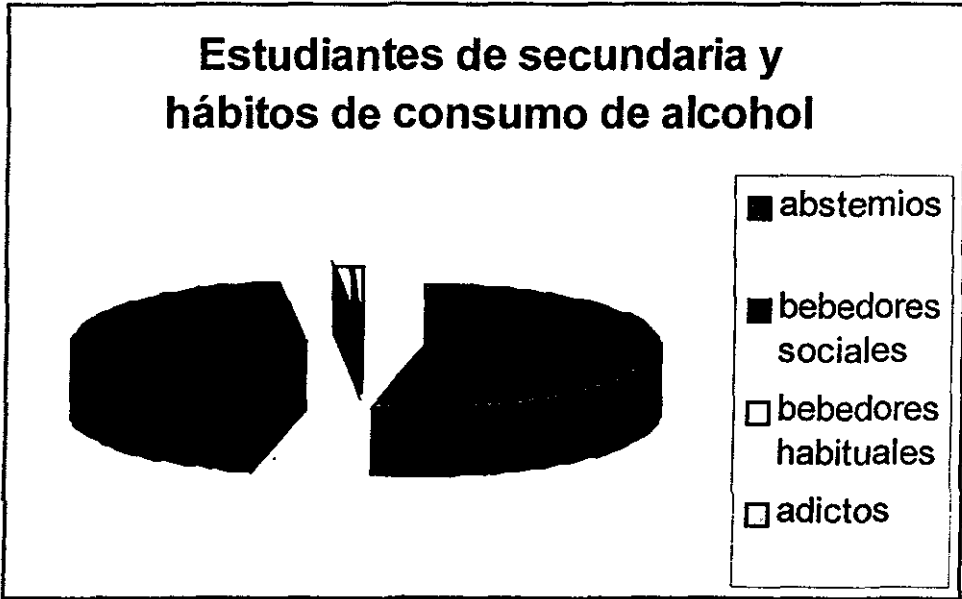 Estudiantes de secundaria y
hábitos de consumo de alcohol
abstemios
bebedores
sociales
bebedores
habituales
adictos